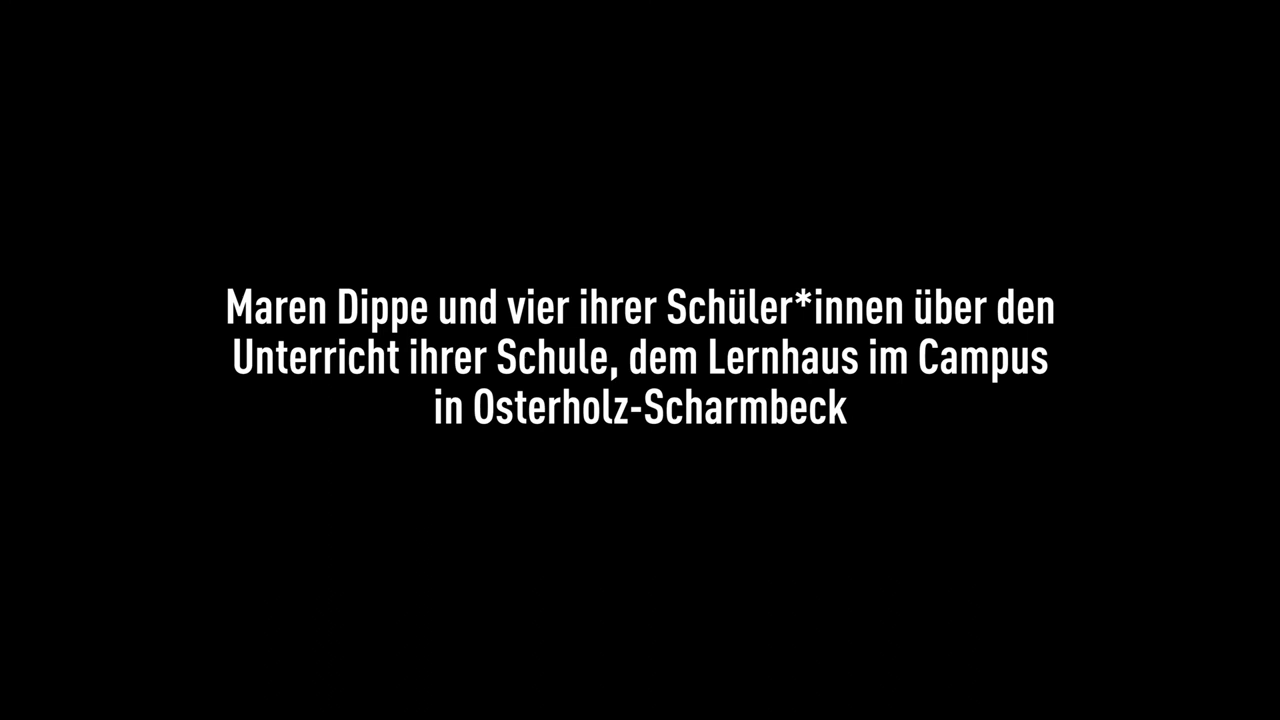 Maren Dippe und vier ihrer Schüler*innen über den
Unterricht ihrer Schule, dem Lernhaus im Campus
in Osterholz-Scharmbeck